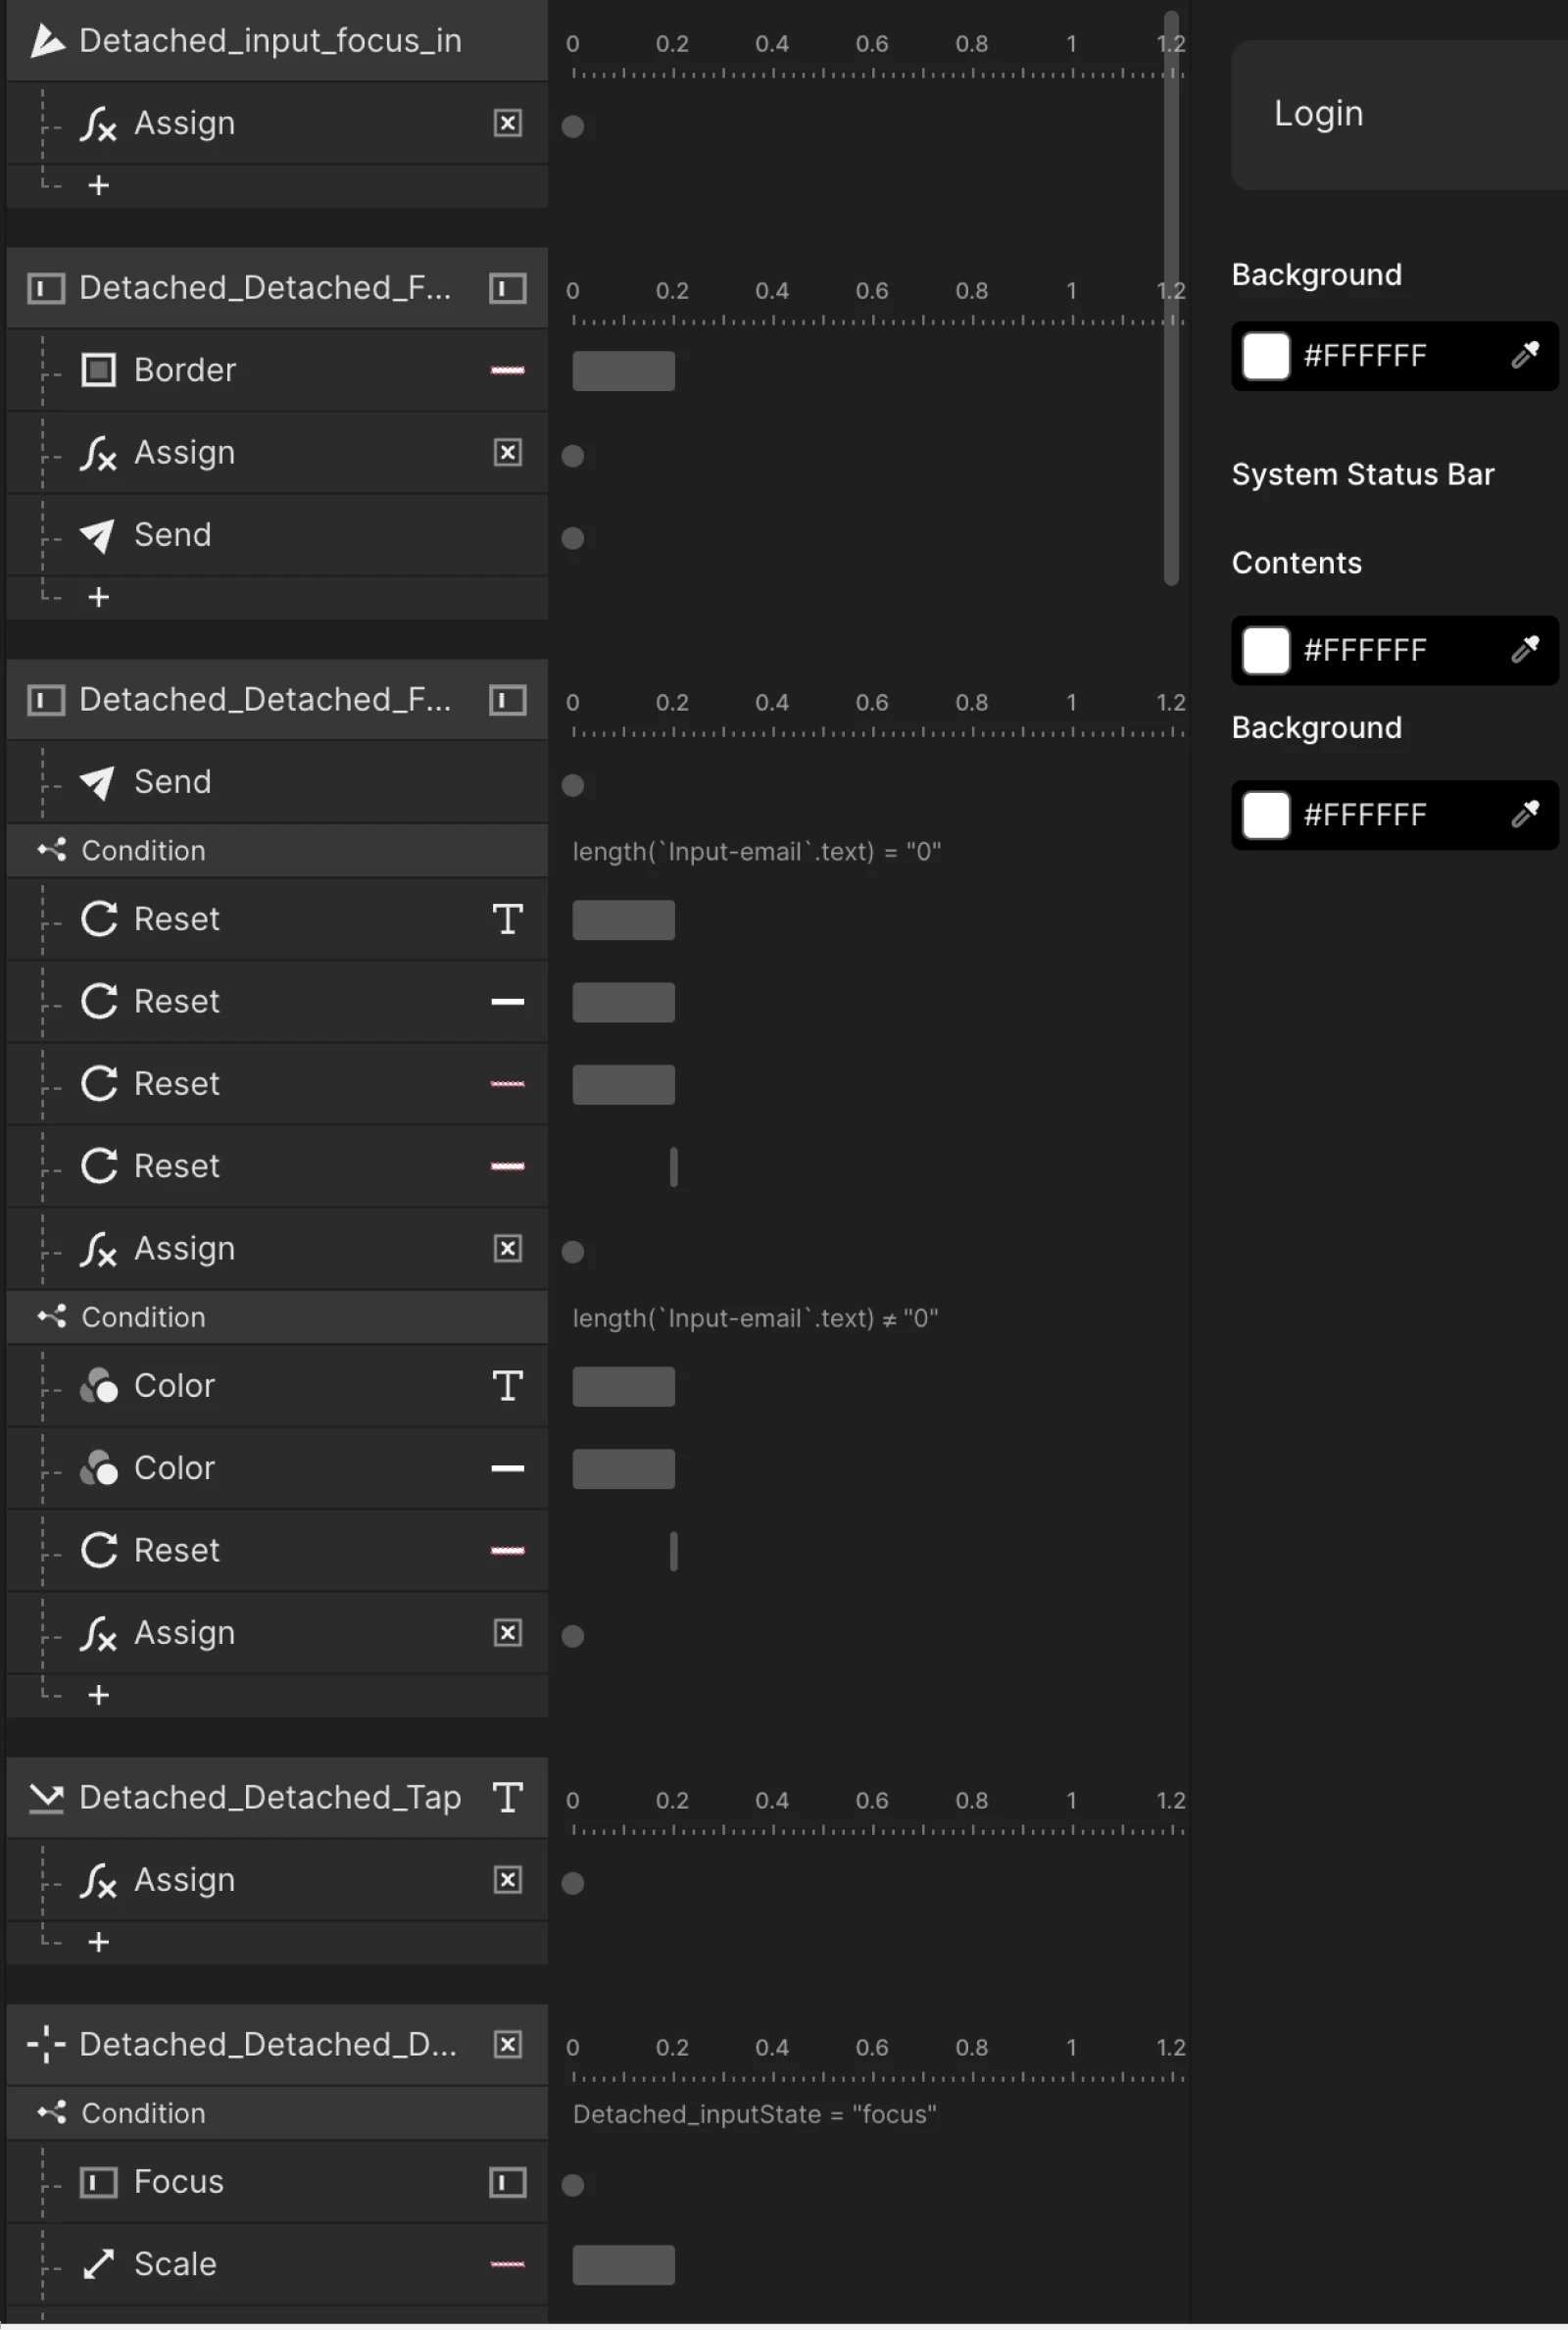 Detached_input_focus_in
0 0.2 0.4 0.6 0.8 1 1.2
Assign
+
Detached_Detached_F...
0 0.2 0.4 0.6 0.8 1 1.2
Border
Assign
Send
+
Detached_Detached_F...
0 0.2 0.4 0.6 0.8 1 1.2
Send
Condition
length(`Input-email`.text) = "0"
Reset
T
Reset
Reset
Reset
Assign
Condition
length(`Input-email`.text) ≠ "0"
Color
T
Color
Reset
Assign
+
Detached_Detached_Tap
T
0 0.2 0.4 0.6 0.8 1 1.2
Assign
+
Detached_Detached_D...
0 0.2 0.4 0.6 0.8 1 1.2
Condition
Detached_inputState = "focus"
Focus
Scale
Login
Background
#FFFFFF
System Status Bar
Contents
#FFFFFF
Background
#FFFFFF